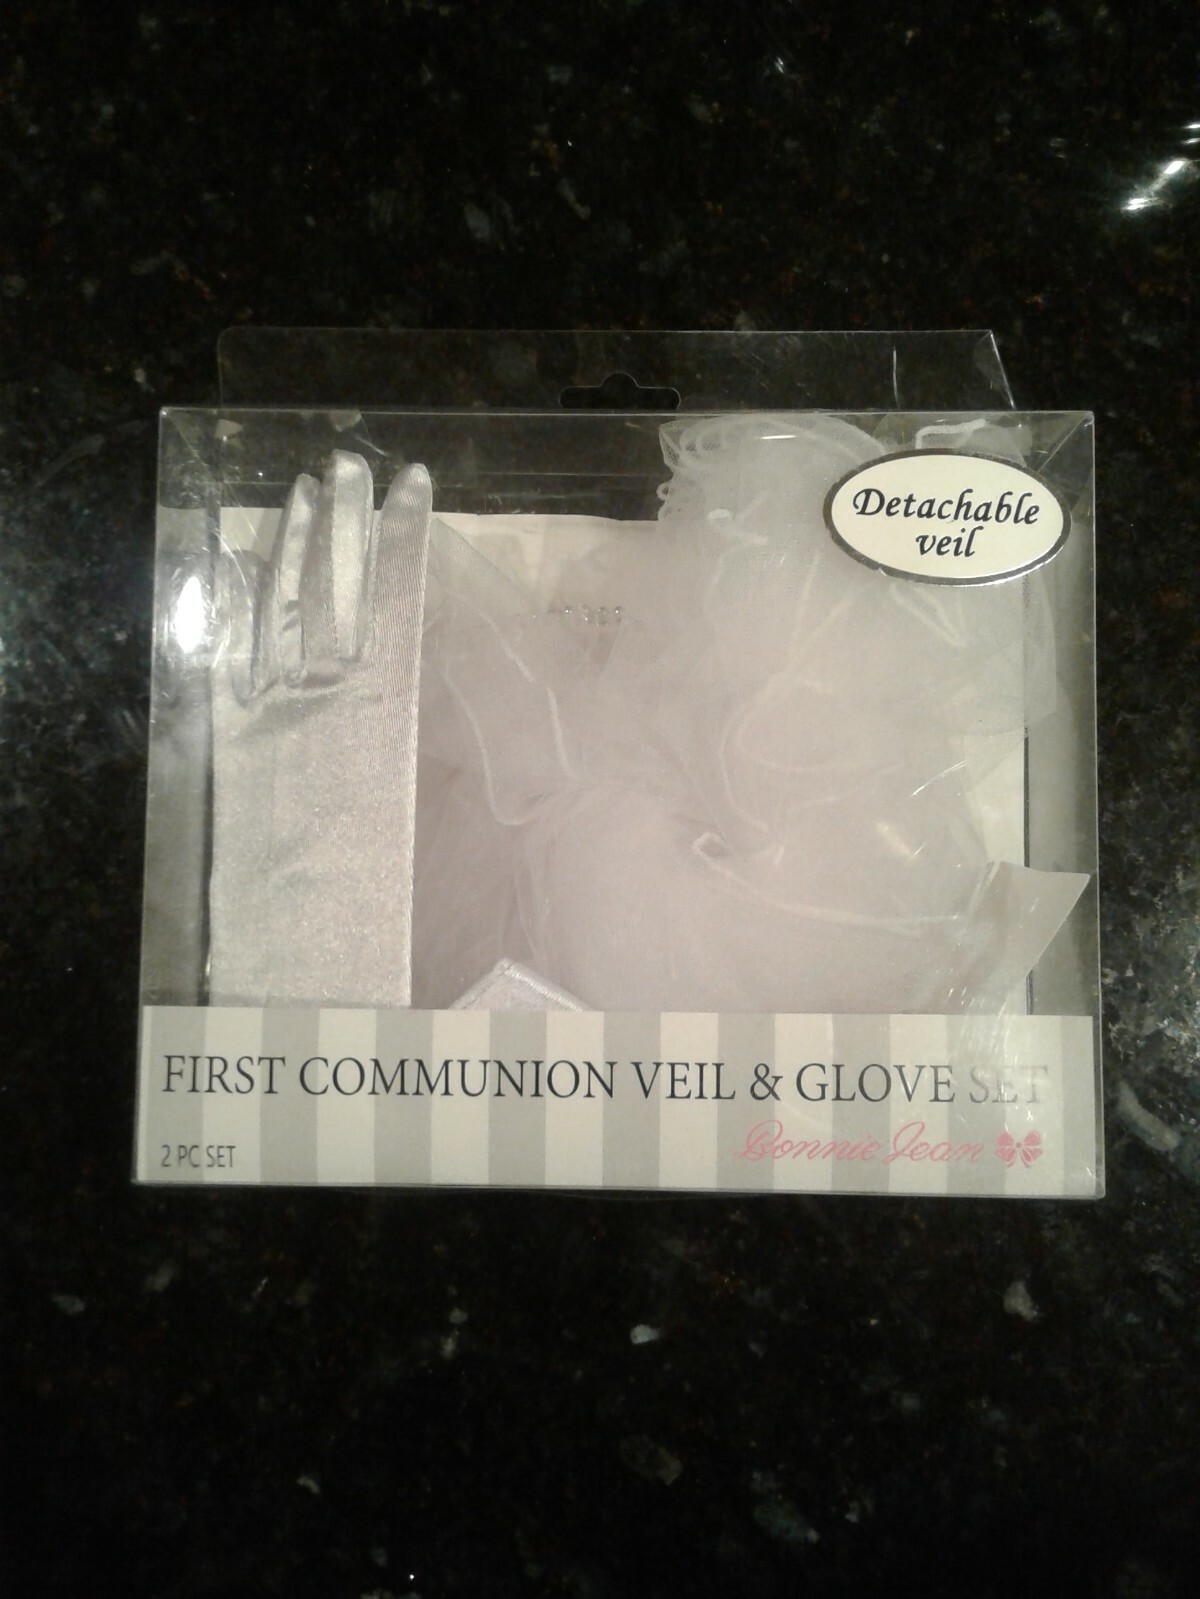 Detachable
veil
FIRST COMMUNION VEIL & GLOVE SET
2 PC SET
Bonnie Jean